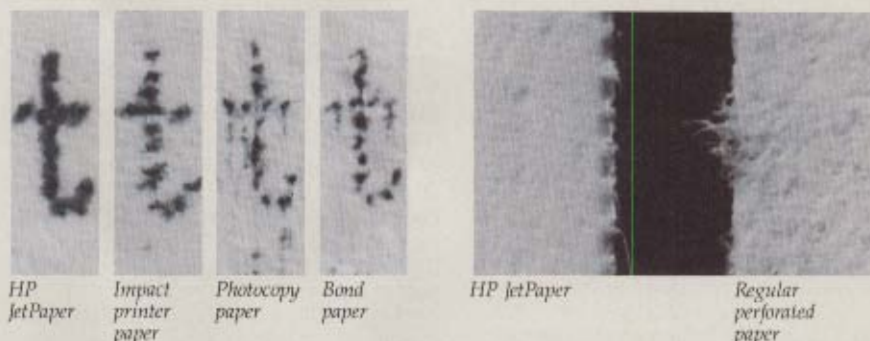 t
t
t
t
HP
JetPaper
Impact
printer
paper
Photocopy
paper
Bond
paper
HP JetPaper
Regular
perforated
paper